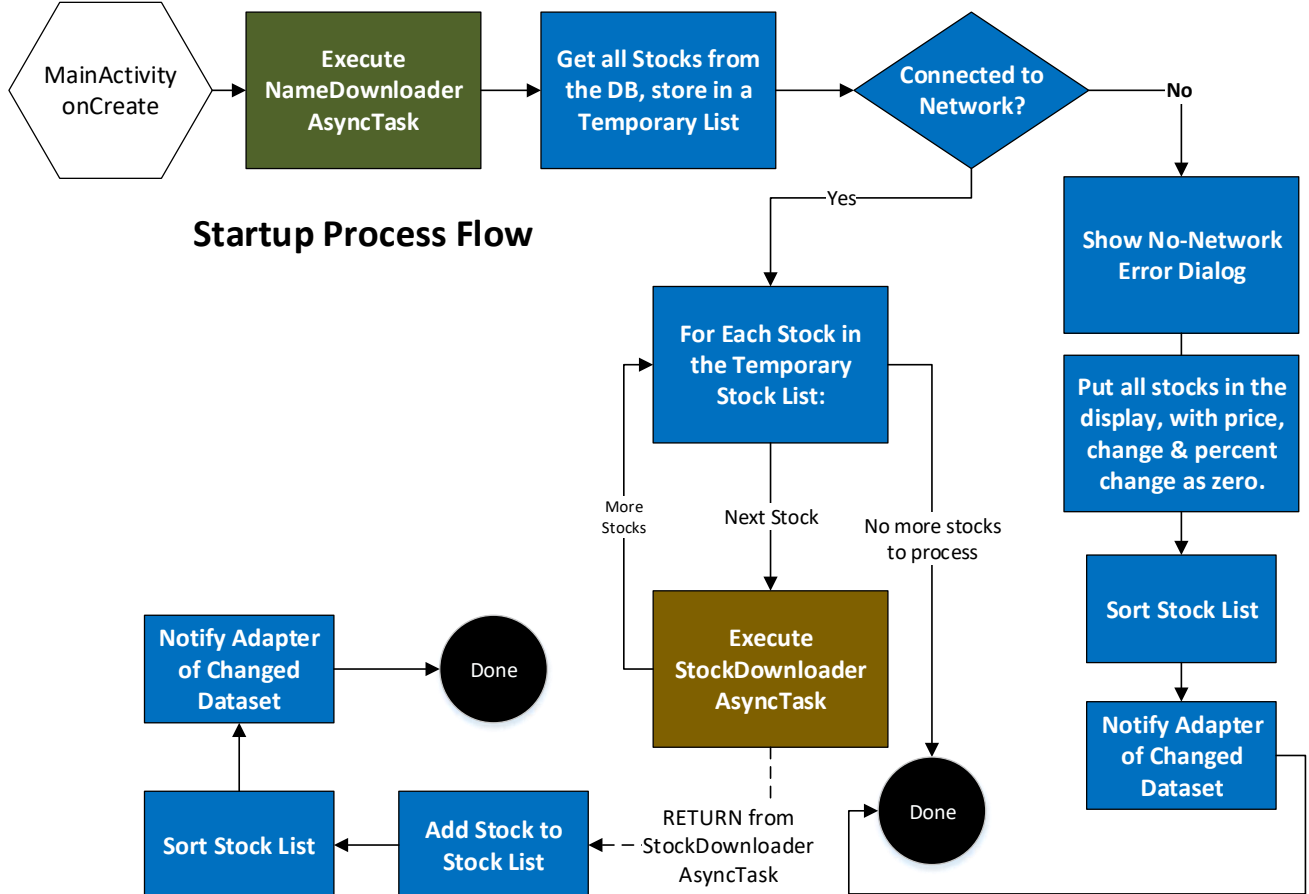 MainActivity
onCreate
Execute
NameDownloader
AsyncTask
Get all Stocks from
the DB, store in a
Temporary List
Connected to
Network?
No
Yes
Startup Process Flow
Show No-Network
Error Dialog
For Each Stock in
the Temporary
Stock List:
Put all stocks in the
display, with price,
change & percent
change as zero.
More
Stocks
Next Stock
No more stocks
to process
Sort Stock List
Execute
StockDownloader
AsyncTask
Notify Adapter
of Changed
Dataset
Done
Notify Adapter
of Changed
Dataset
Done
RETURN from
StockDownloader
AsyncTask
Add Stock to
Stock List
Sort Stock List